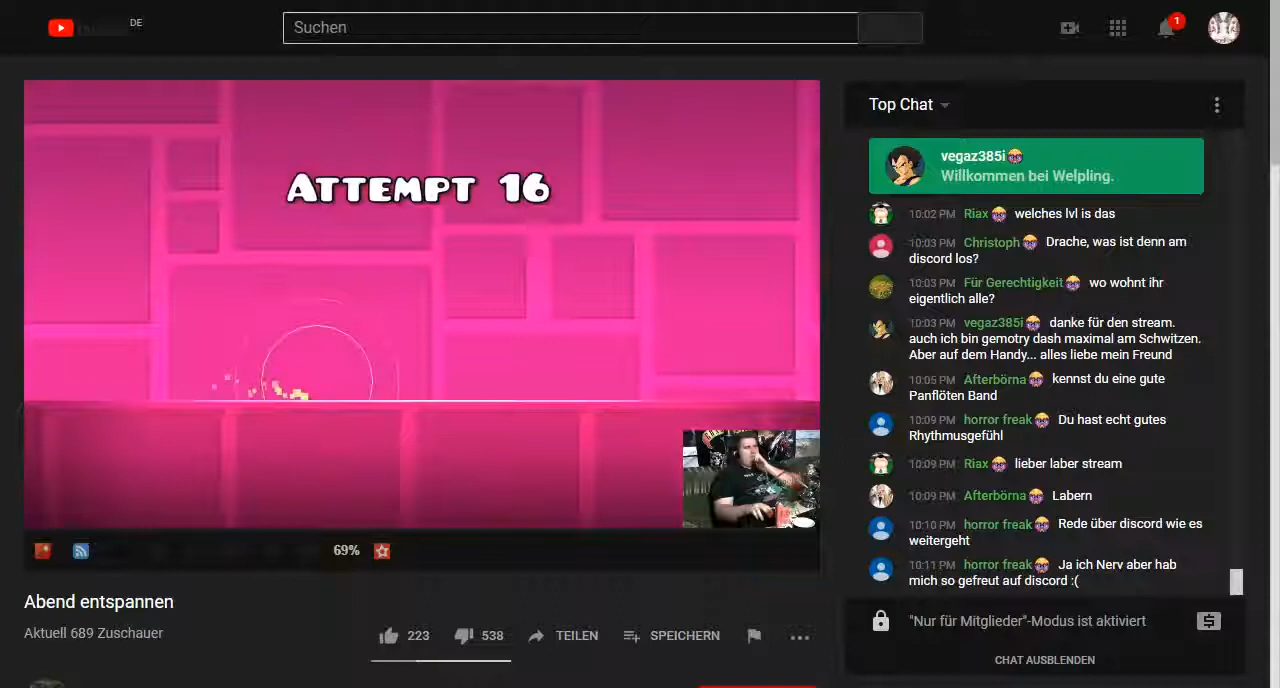 DE
Suchen
1
Top Chat
ATTEMPT 16
vegaz385i
Willkommen bei Welpling.
10:02 PM Riax welches lvl is das
10:03 PM Christoph Drache, was ist denn am
discord los?
10:03 PM Für Gerechtigkeit wo wohnt ihr
eigentlich alle?
10:03 PM vegaz385i danke für den stream.
auch ich bin gemotry dash maximal am Schwitzen.
Aber auf dem Handy... alles liebe mein Freund
10:05 PM Afterbörna kennst du eine gute
Panflöten Band
10:09 PM horror freak Du hast echt gutes
Rhythmusgefühl
10:09 PM Riax lieber laber stream
10:09 PM Afterbörna Labern
10:10 PM horror freak Rede über discord wie es
weitergeht
10:11 PM horror freak Ja ich Nerv aber hab
mich so gefreut auf discord :(
69%
Abend entspannen
Aktuell 689 Zuschauer
223
538
TEILEN
SPEICHERN
"Nur für Mitglieder"-Modus ist aktiviert
CHAT AUSBLENDEN